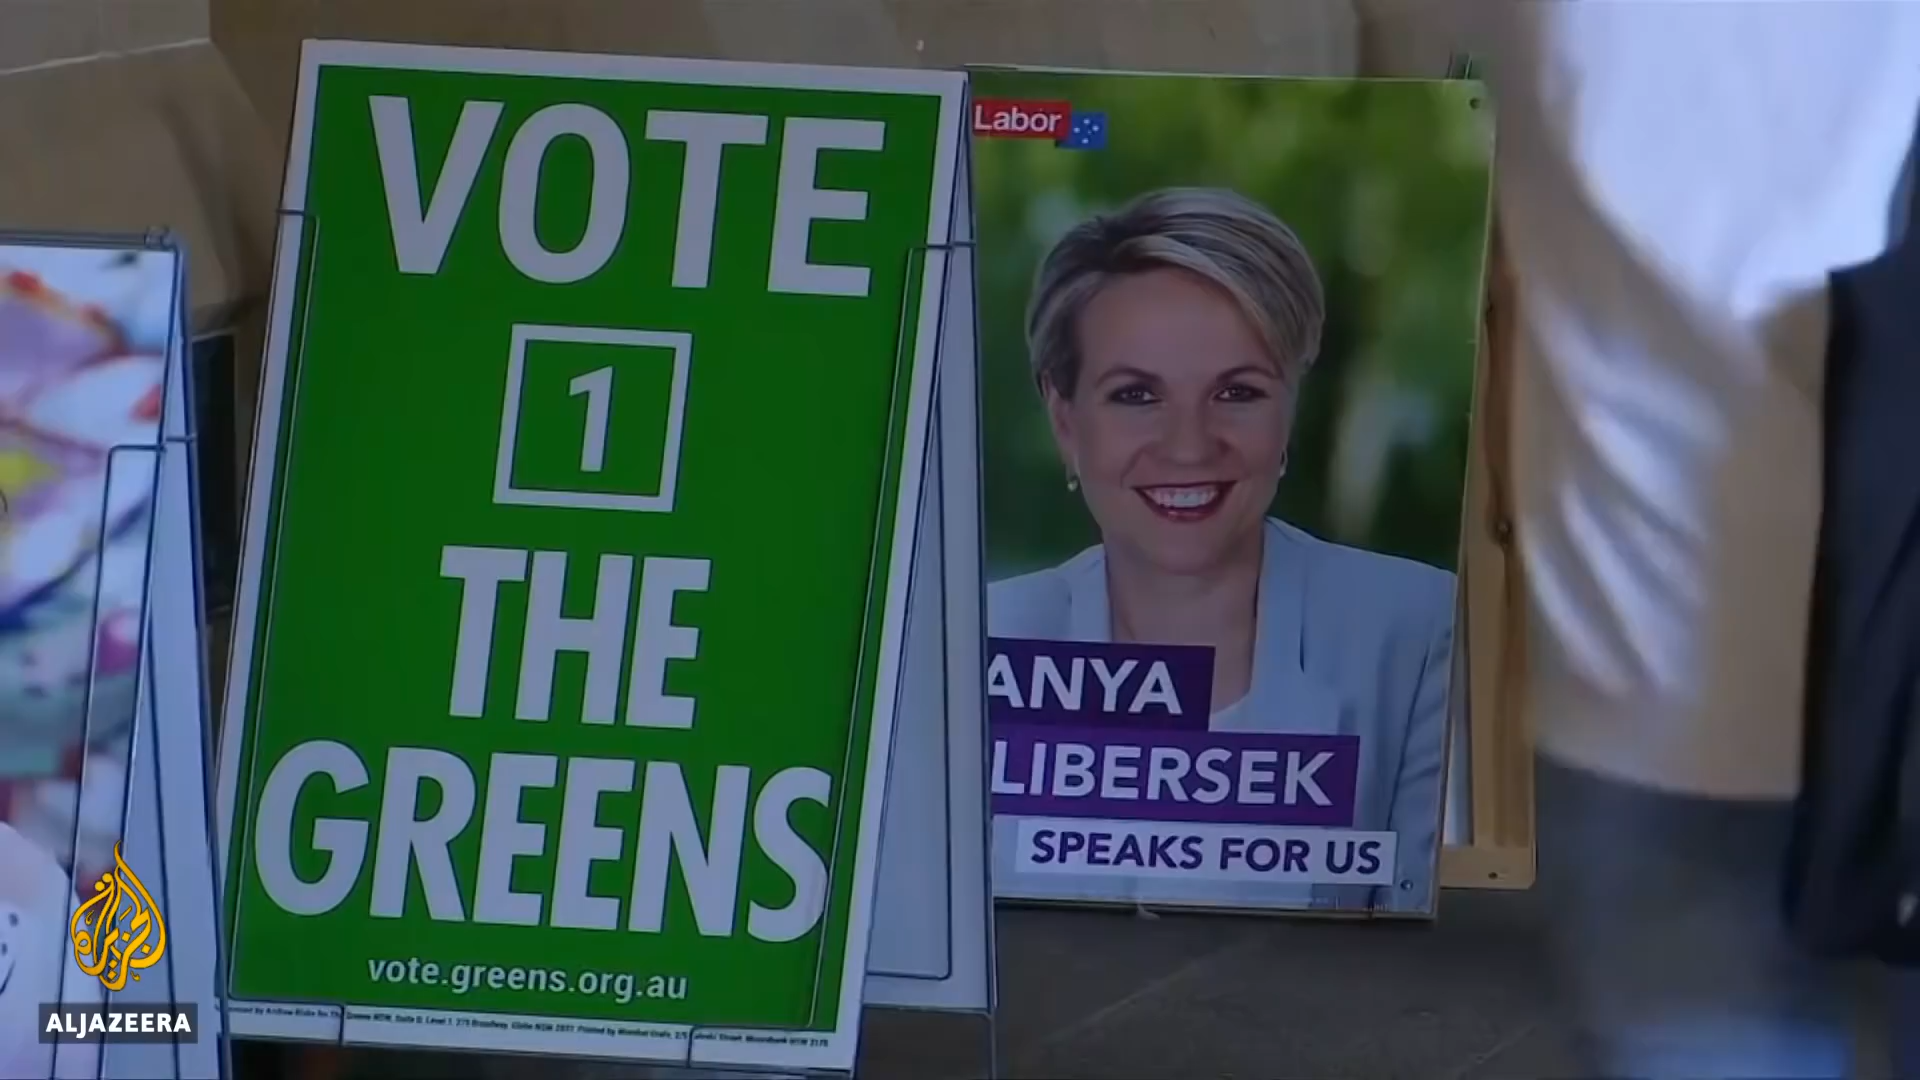 VOTE
1
THE
GREENS
vote.greens.org.au
Labor
ANYA
LIBERSEK
SPEAKS FOR US
ALJAZEERA